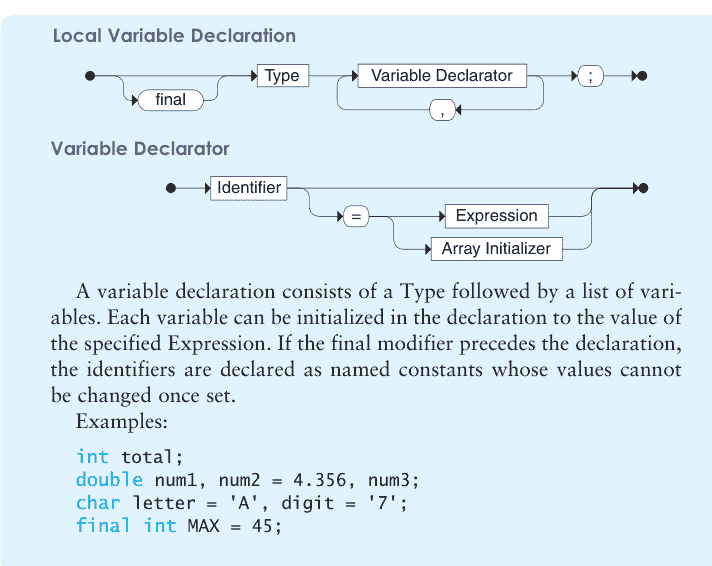 Local Variable Declaration
Type Variable Declarator ;
final
,
Variable Declarator
Identifier
= Expression
Array Initializer
A variable declaration consists of a Type followed by a list of vari-
ables. Each variable can be initialized in the declaration to the value of
the specified Expression. If the final modifier precedes the declaration,
the identifiers are declared as named constants whose values cannot
be changed once set.
Examples:
int total;
double num1, num2 = 4.356, num3;
char letter = 'A', digit = '7';
final int MAX = 45;